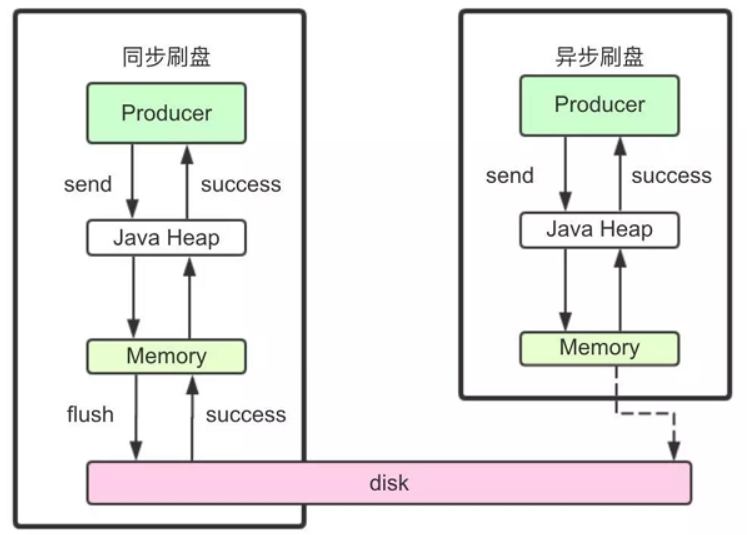 同步刷盘
Producer
send
success
Java Heap
Memory
flush
success
异步刷盘
Producer
send
success
Java Heap
Memory
disk